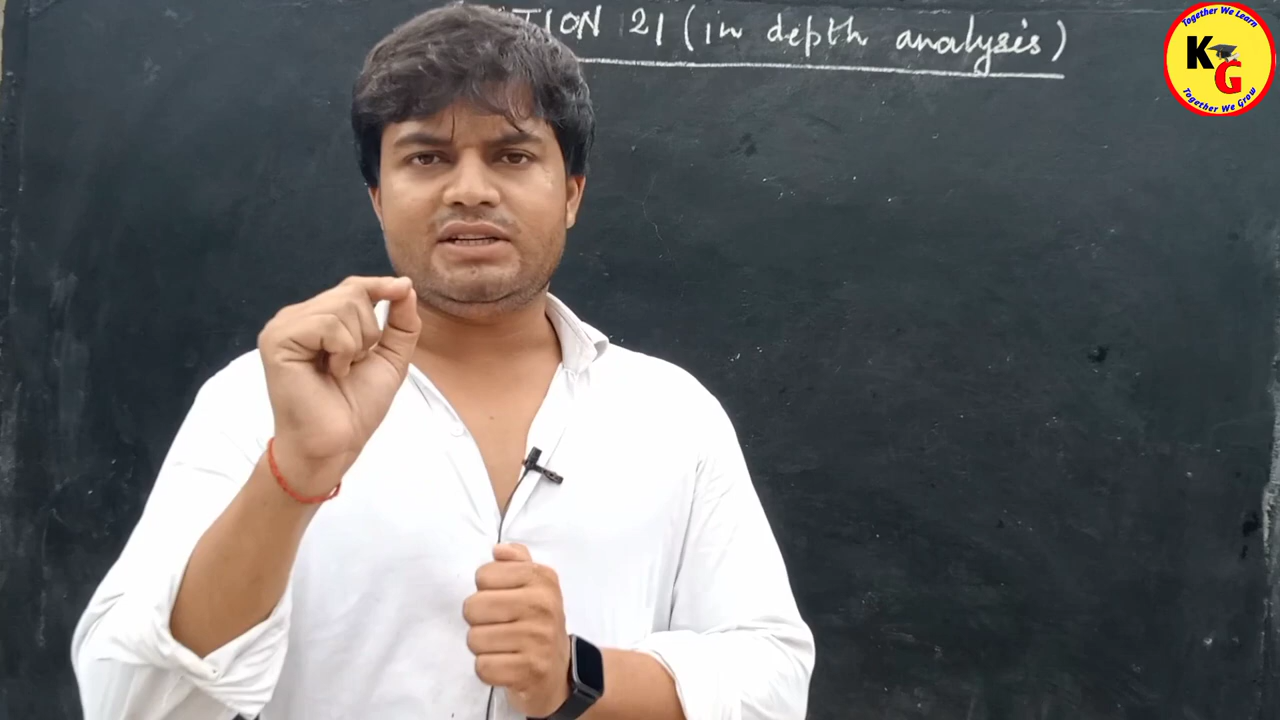 TION 21 (in depth analysis)
Together We Learn
KG
Together We Grow